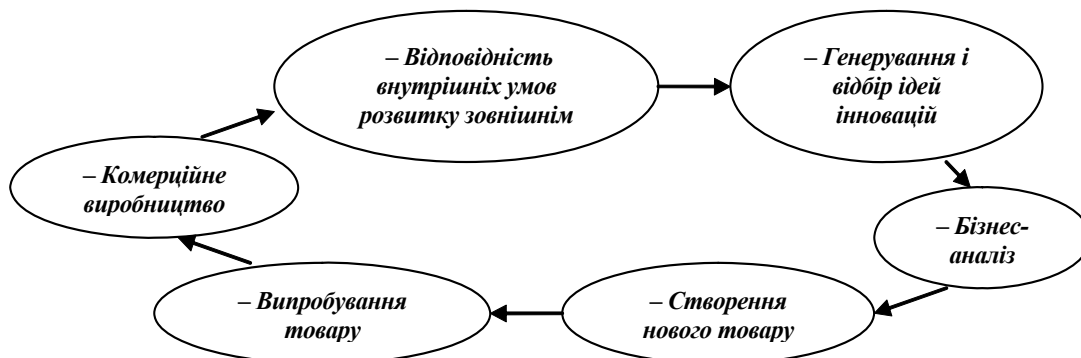 – Відповідність
внутрішніх умов
розвитку зовнішнім
– Генерування і
відбір ідей
інновацій
– Бізнес-
аналіз
– Створення
нового товару
– Випробування
товару
– Комерційне
виробництво